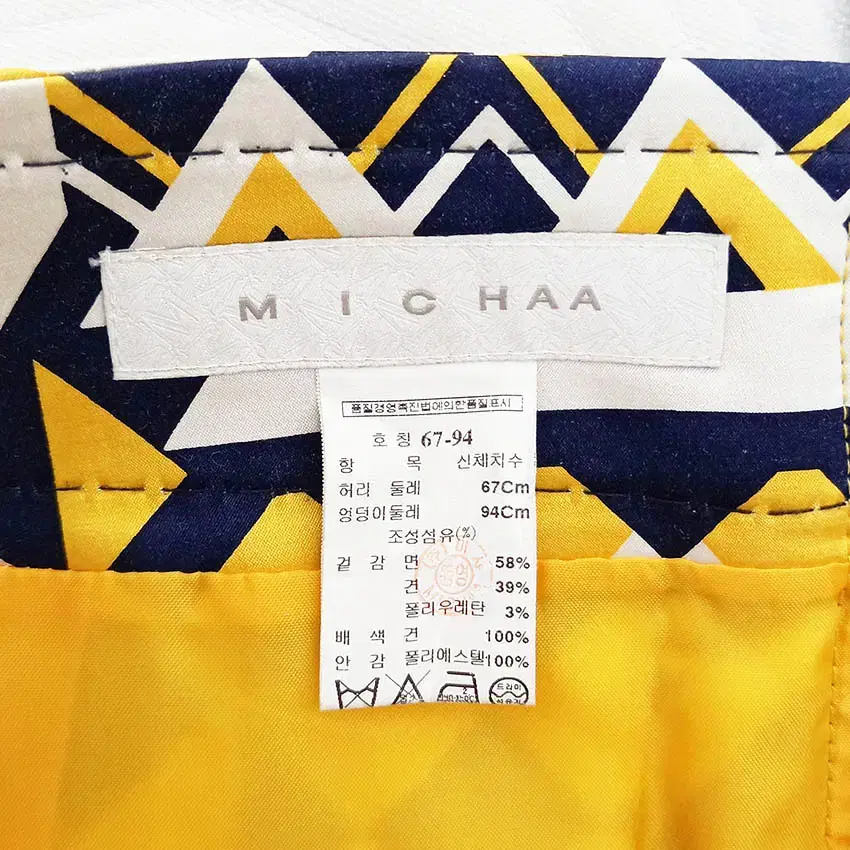 MICHAA
품질경영촉진법에의한품질표시
호 칭 67-94
항 목 신체치수
허리 둘레 67Cm
엉덩이둘레 94Cm
조성섬유(%)
겉 감 면 58%
견 39%
폴리우레탄 3%
배 색 견 100%
안 감 폴리에스텔 100%
드라이